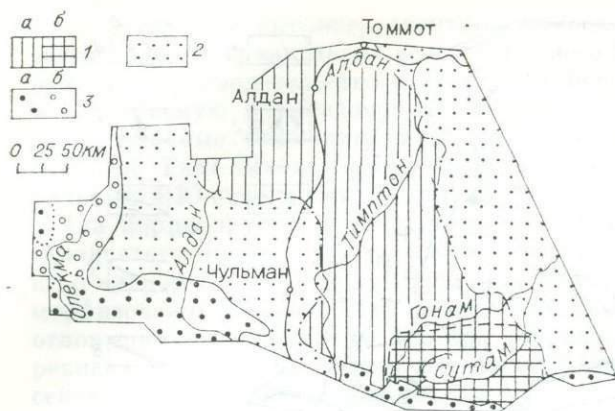 а б
1
2
а б
3
0 25 50км
Томмот
Алдан
Алдан
Тимптон
Алдан
Чульман
Олекма
Гонам
Сутам